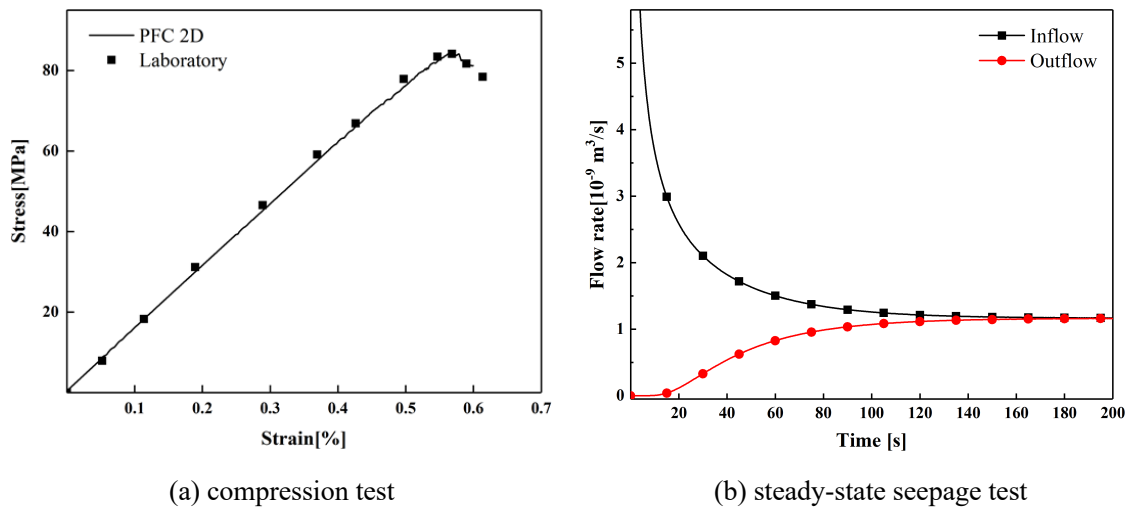 PFC 2D
Laboratory
80
60
40
20
Stress[MPa]
0.1 0.2 0.3 0.4 0.5 0.6 0.7
Strain[%]
(a) compression test
Inflow
Outflow
5
4
3
2
1
0
Flow rate[10⁻⁹ m³/s]
20 40 60 80 100 120 140 160 180 200
Time [s]
(b) steady-state seepage test